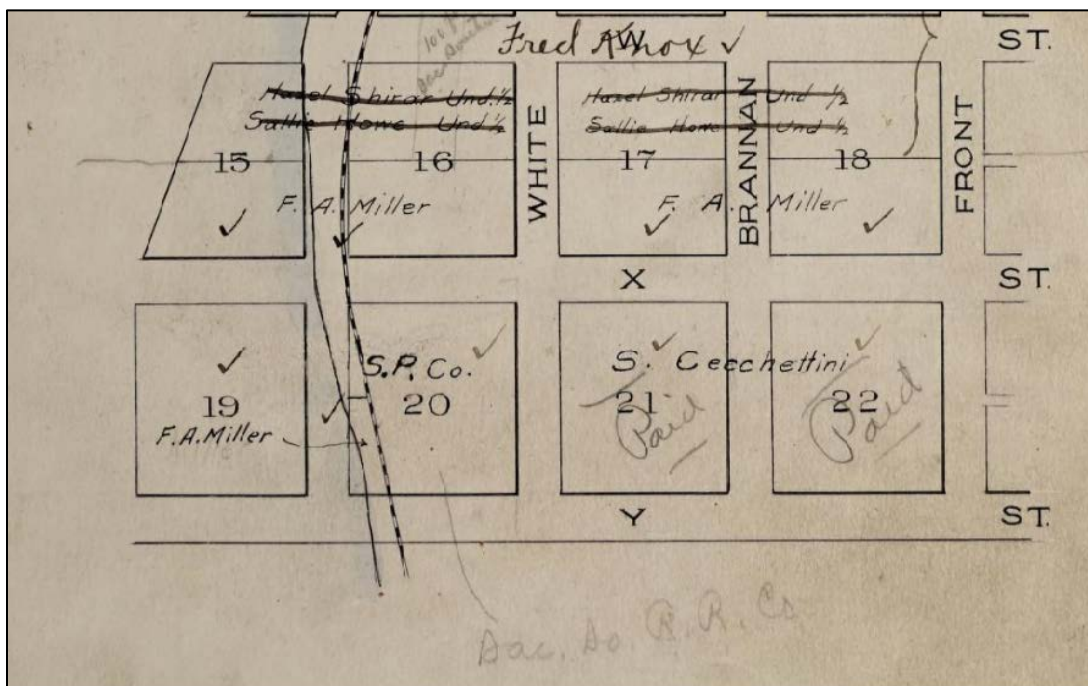 Fred A Knox ✓
W
ST.
Hazel Shirar Und. ½
Sallie Howe Und ½
Hazel Shirar Und ½
Sallie Howe Und ½
15
16
17
18
WHITE
BRANNAN
FRONT
F. A. Miller
✓
✓
F. A. Miller
✓
✓
X
ST.
✓
S.P. Co.
✓
S. Cecchettini
✓
✓
19
20
21
22
✓
Paid
Paid
F.A. Miller
Y
ST.
Sac. So. R. R. Co